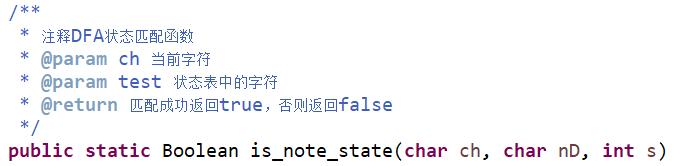 /**
 * 注释DFA状态匹配函数
 * @param ch 当前字符
 * @param test 状态表中的字符
 * @return 匹配成功返回true，否则返回false
 */
public static Boolean is_note_state(char ch, char nD, int s)